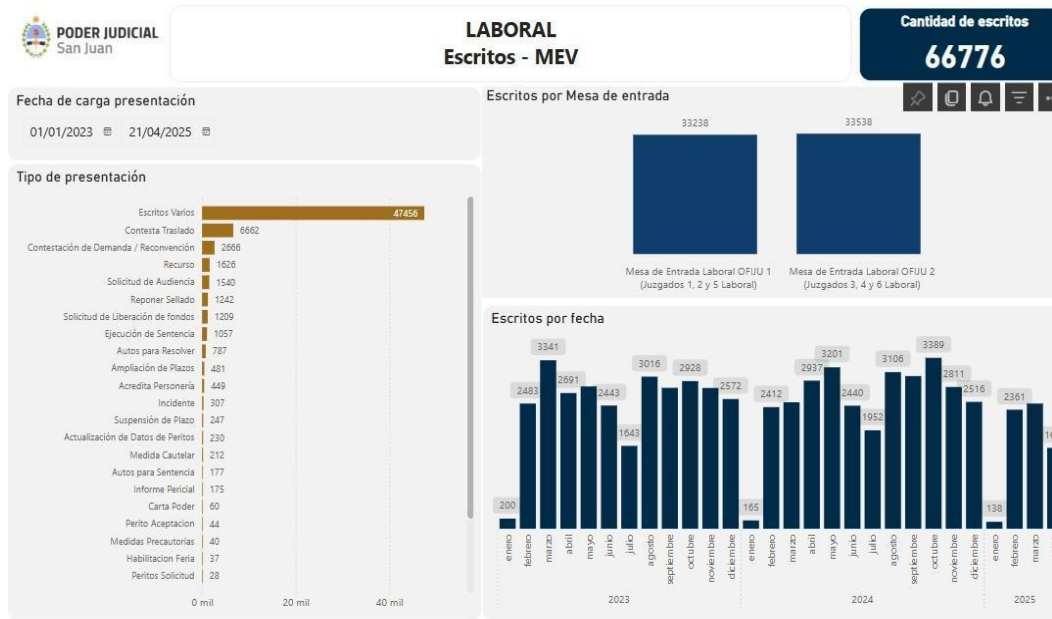 PODER JUDICIAL
San Juan
LABORAL
Escritos - MEV
Cantidad de escritos
66776
Fecha de carga presentación
01/01/2023 21/04/2025
Tipo de presentación
Escritos Varios 47456
Contesta Traslado 6662
Contestación de Demanda / Reconvención 2666
Recurso 1626
Solicitud de Audiencia 1540
Reponer Sellado 1242
Solicitud de Liberación de fondos 1209
Ejecución de Sentencia 1057
Autos para Resolver 787
Ampliación de Plazos 481
Acredita Personería 449
Incidente 307
Suspensión de Plazo 247
Actualización de Datos de Peritos 230
Medida Cautelar 212
Autos para Sentencia 177
Informe Pericial 175
Carta Poder 60
Perito Aceptacion 44
Medidas Precautorias 40
Habilitacion Feria 37
Peritos Solicitud 28
0 mil 20 mil 40 mil
Escritos por Mesa de entrada
33238 33538
Mesa de Entrada Laboral OFIJU 1
(Juzgados 1, 2 y 5 Laboral)
Mesa de Entrada Laboral OFIJU 2
(Juzgados 3, 4 y 6 Laboral)
Escritos por fecha
200 2483 3341 2691 2443 1643 3016 2928 2572 165 2412 2937 3201 2440 1952 3106 3389 2811 2516 138 2361
enero febrero marzo abril mayo junio julio agosto septiembre octubre noviembre diciembre enero febrero marzo abril mayo junio julio agosto septiembre octubre noviembre diciembre enero febrero marzo
2023 2024 2025